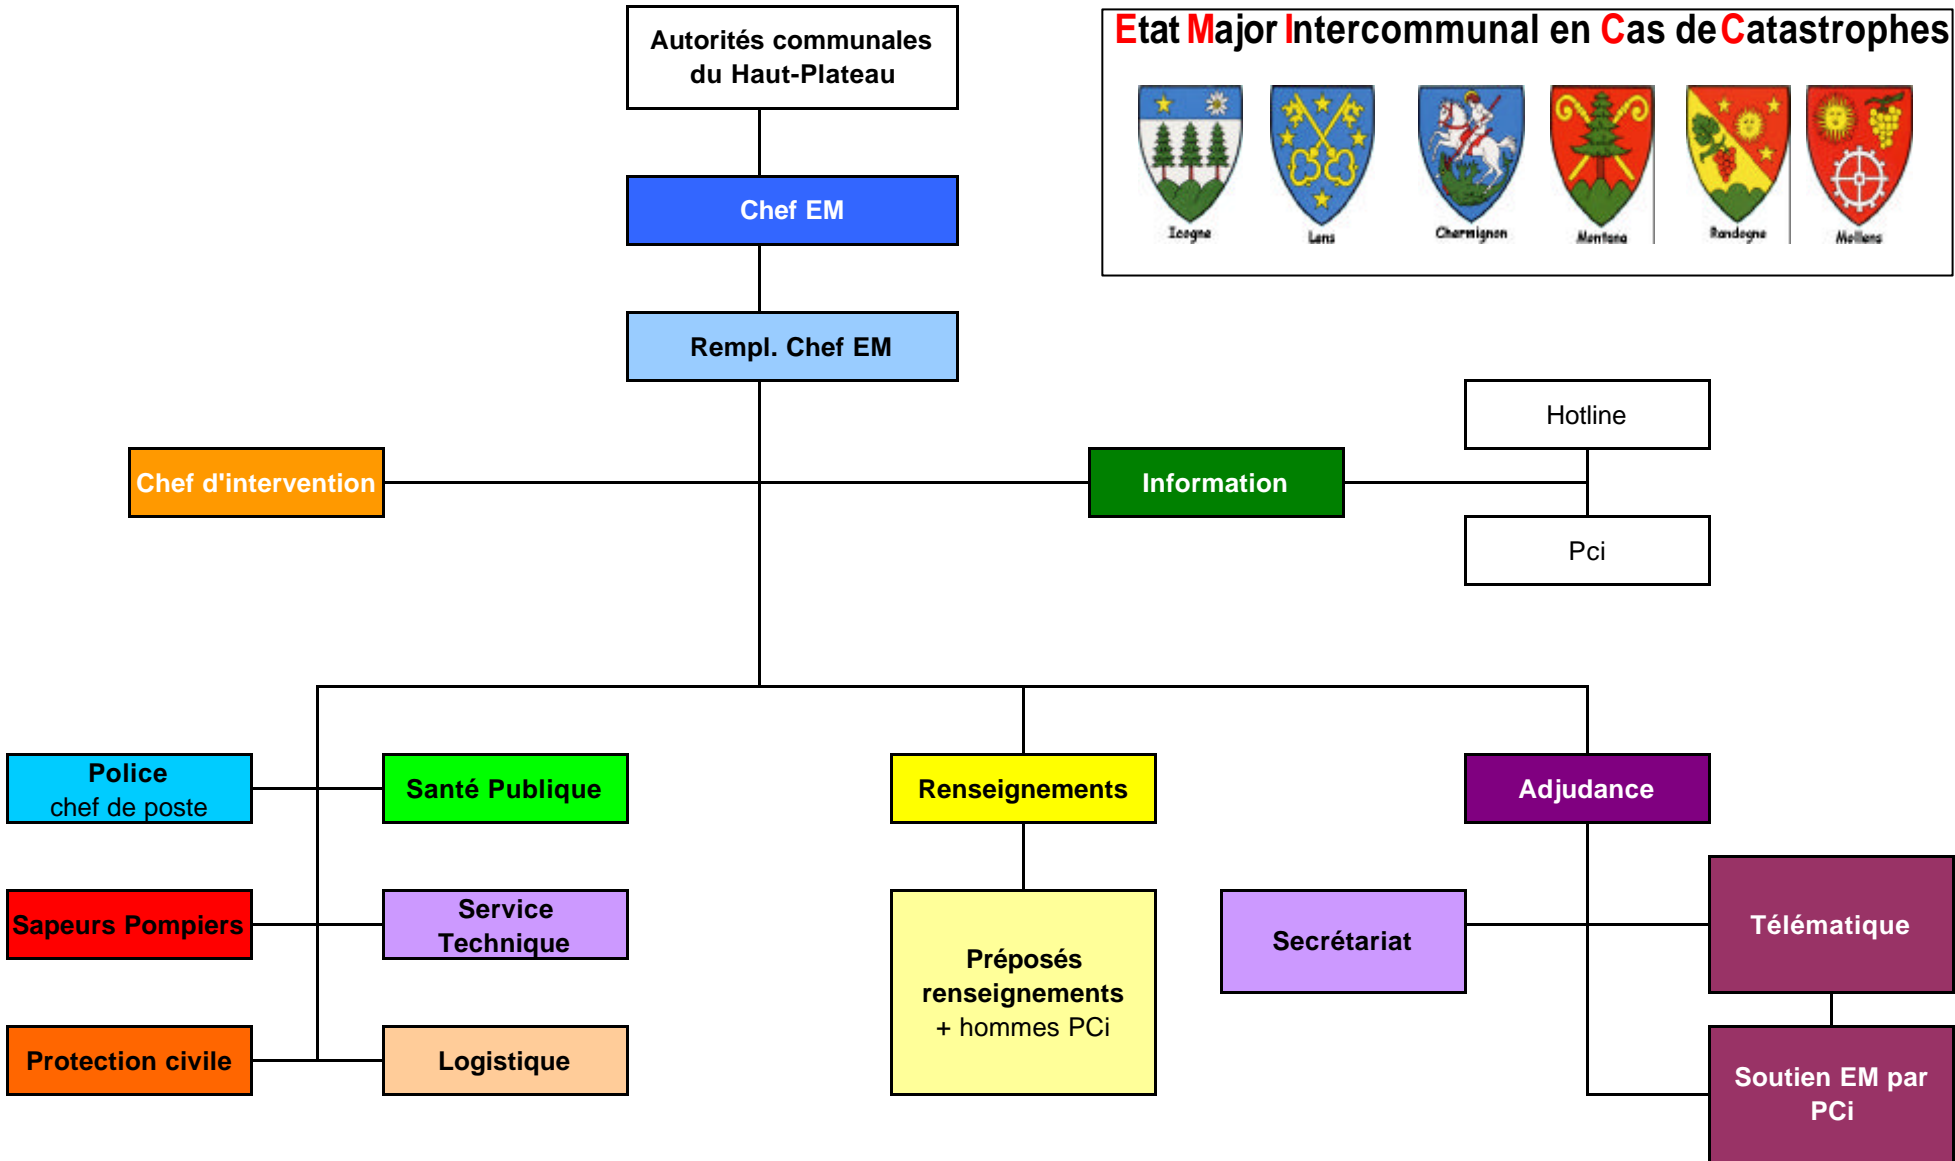 Autorités communales
du Haut-Plateau
Etat Major Intercommunal en Cas de Catastrophes
Icogne
Lens
Chermignon
Montana
Randogne
Mollens
Chef EM
Rempl. Chef EM
Hotline
Chef d'intervention
Information
Pci
Police
chef de poste
Santé Publique
Renseignements
Adjudance
Sapeurs Pompiers
Service
Technique
Préposés
renseignements
+ hommes PCi
Secrétariat
Télématique
Protection civile
Logistique
Soutien EM par
PCi